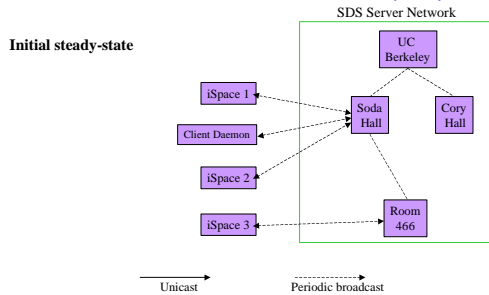 SDS Server Network
Initial steady-state
UC
Berkeley
iSpace 1
Soda
Hall
Cory
Hall
Client Daemon
iSpace 2
iSpace 3
Room
466
Unicast
Periodic broadcast